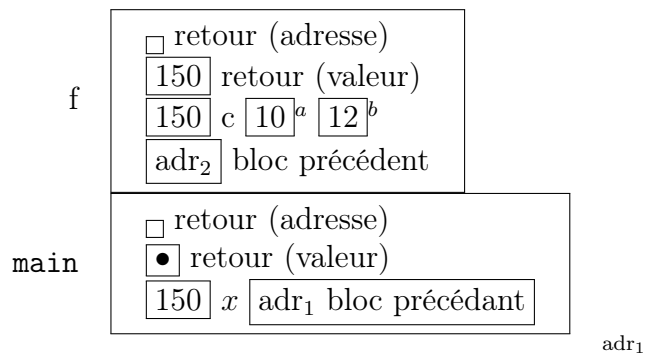 retour (adresse)
150 retour (valeur)
f
150 c 10 a 12 b
adr₂ bloc précédent
retour (adresse)
main
• retour (valeur)
150 x adr₁ bloc précédant
adr₁